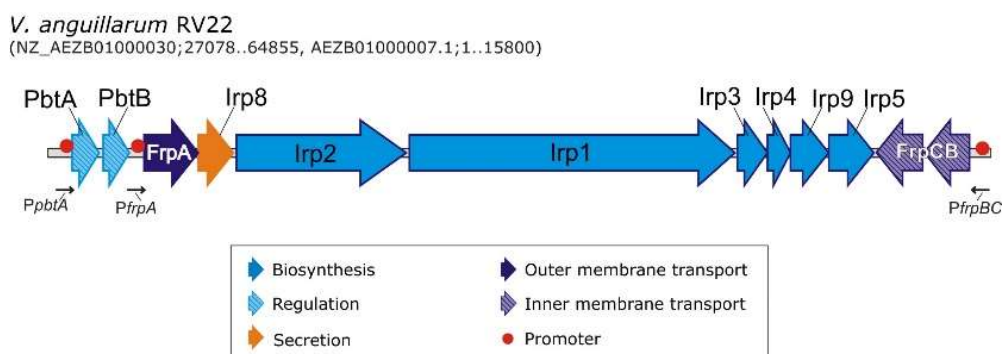 V. anguillarum RV22
(NZ_AEZB01000030;27078..64855, AEZB01000007.1;1..15800)
PbtA PbtB Irp8 Irp3 Irp4 Irp9 Irp5
FrpA Irp2 Irp1 FrpCB
PpbtA PfrpA PfrpBC
Biosynthesis Outer membrane transport
Regulation Inner membrane transport
Secretion Promoter